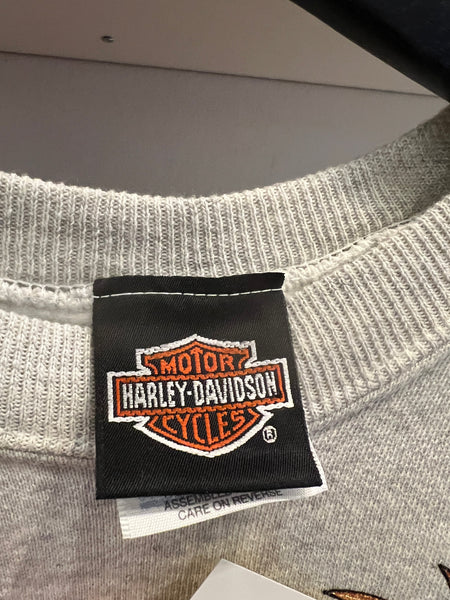 MOTOR
HARLEY-DAVIDSON
CYCLES
®
CARE ON REVERSE